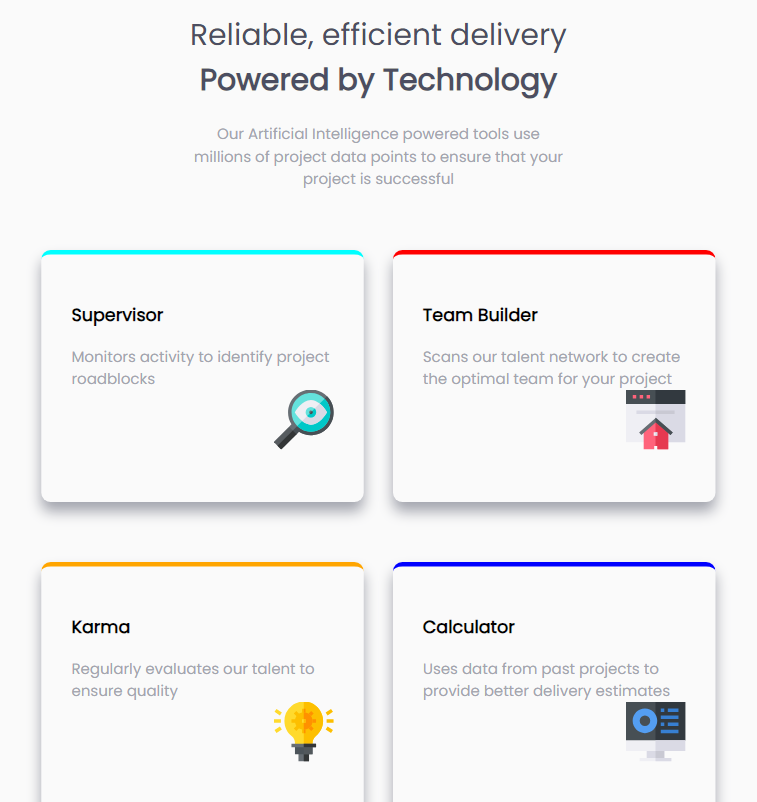 Reliable, efficient delivery
Powered by Technology
Our Artificial Intelligence powered tools use
millions of project data points to ensure that your
project is successful
Supervisor
Monitors activity to identify project
roadblocks
Team Builder
Scans our talent network to create
the optimal team for your project
Karma
Regularly evaluates our talent to
ensure quality
Calculator
Uses data from past projects to
provide better delivery estimates